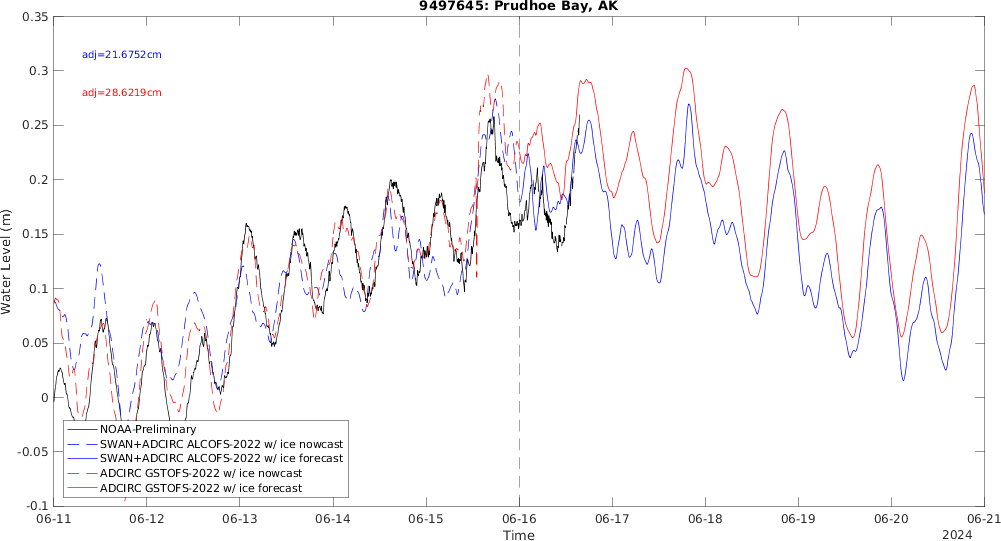 9497645: Prudhoe Bay, AK
0.35
0.3
0.25
0.2
0.15
0.1
0.05
0
-0.05
-0.1
Water Level (m)
adj=21.6752cm
adj=28.6219cm
NOAA-Preliminary
SWAN+ADCIRC ALCOFS-2022 w/ ice nowcast
SWAN+ADCIRC ALCOFS-2022 w/ ice forecast
ADCIRC GSTOFS-2022 w/ ice nowcast
ADCIRC GSTOFS-2022 w/ ice forecast
06-11 06-12 06-13 06-14 06-15 06-16 06-17 06-18 06-19 06-20 06-21
Time
2024